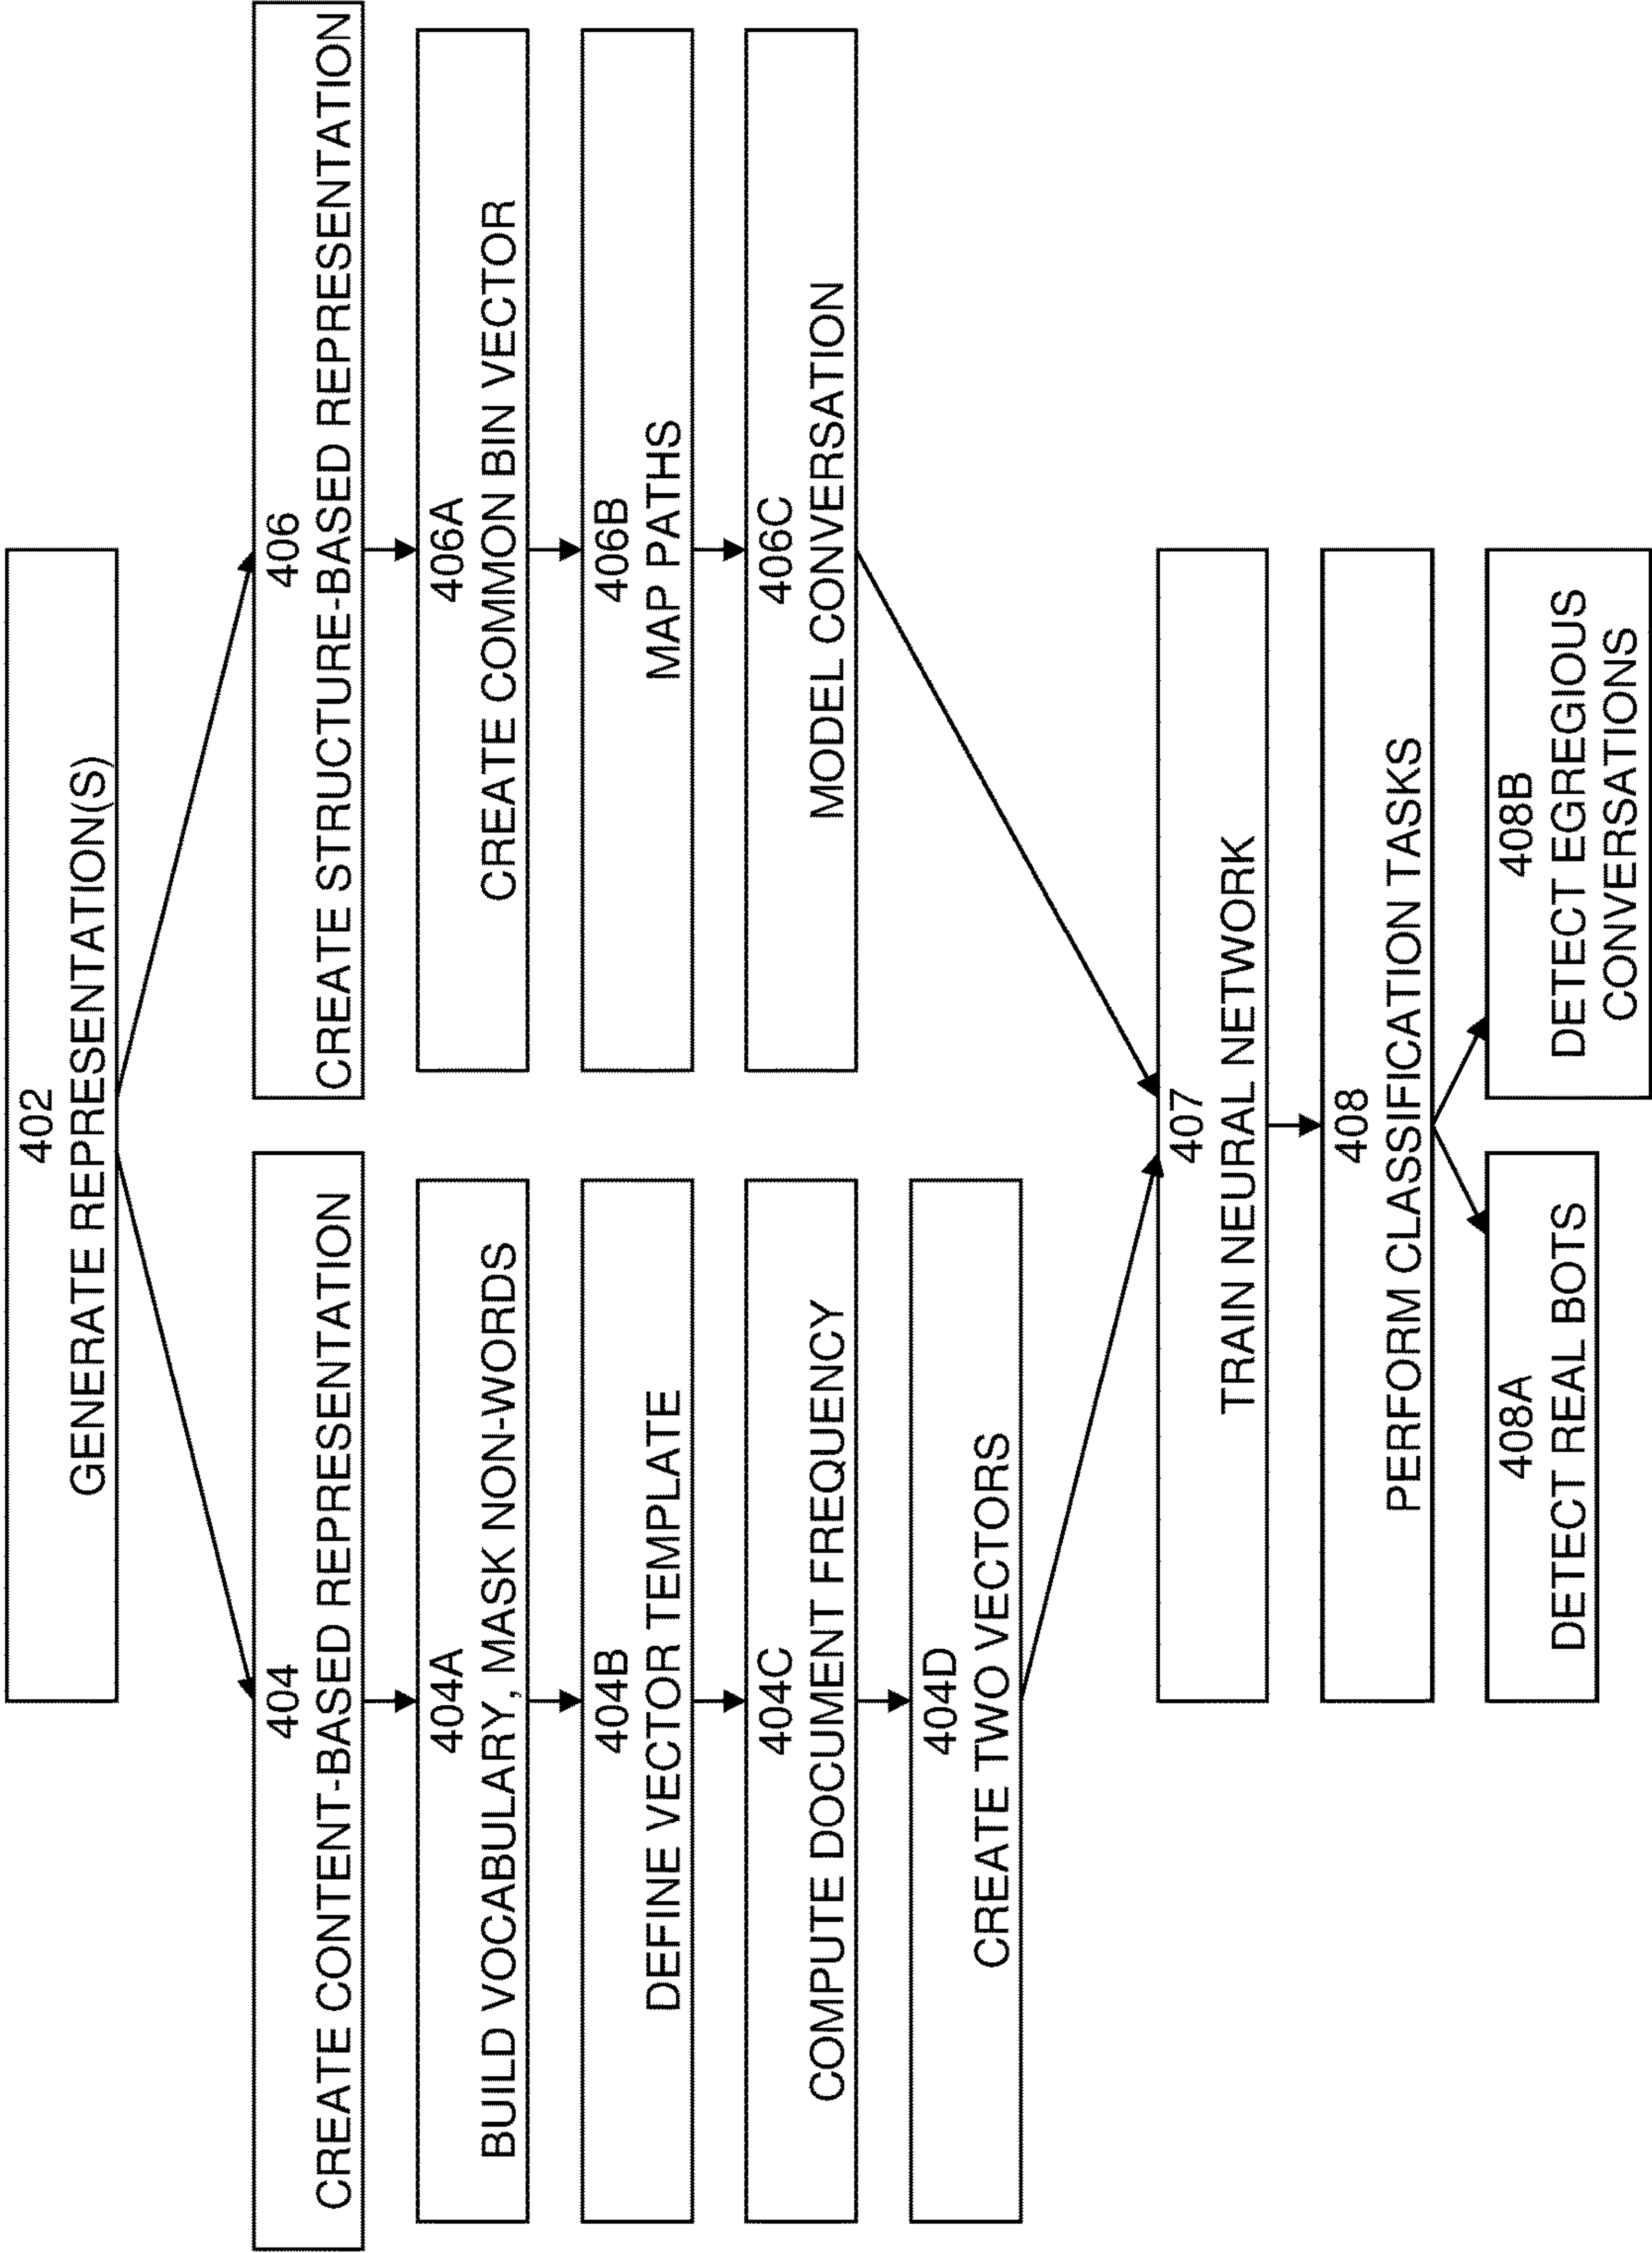 402
GENERATE REPRESENTATION(S)
404
CREATE CONTENT-BASED REPRESENTATION
404A
BUILD VOCABULARY, MASK NON-WORDS
404B
DEFINE VECTOR TEMPLATE
404C
COMPUTE DOCUMENT FREQUENCY
404D
CREATE TWO VECTORS
406
CREATE STRUCTURE-BASED REPRESENTATION
406A
CREATE COMMON BIN VECTOR
406B
MAP PATHS
406C
MODEL CONVERSATION
407
TRAIN NEURAL NETWORK
408
PERFORM CLASSIFICATION TASKS
408A
DETECT REAL BOTS
408B
DETECT EGREGIOUS
CONVERSATIONS